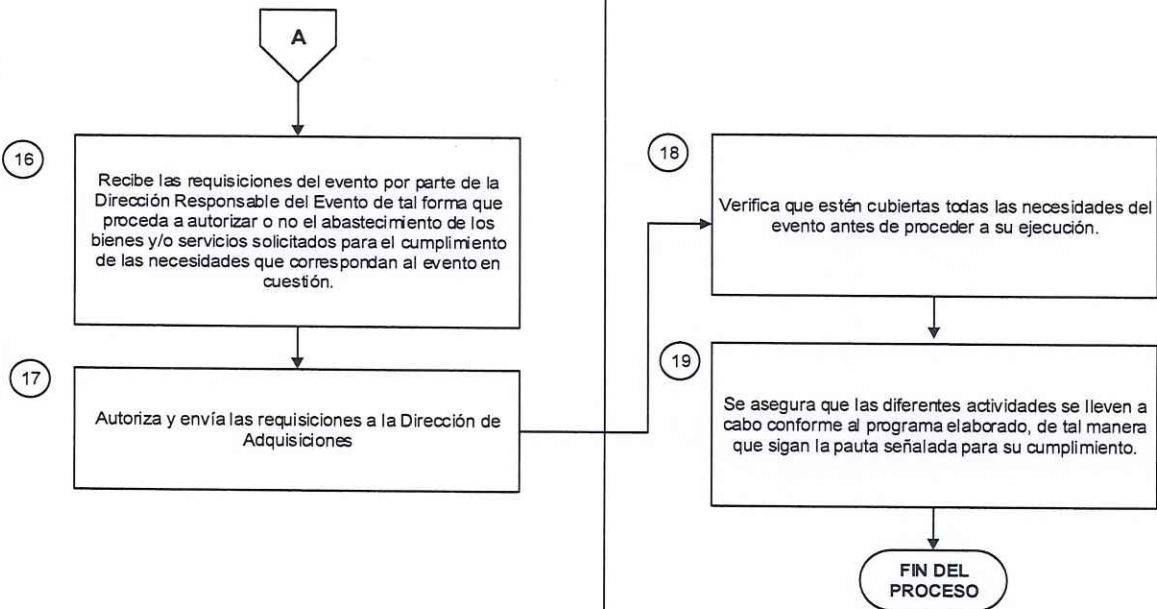 A
16
Recibe las requisiciones del evento por parte de la
Dirección Responsable del Evento de tal forma que
proceda a autorizar o no el abastecimiento de los
bienes y/o servicios solicitados para el cumplimiento
de las necesidades que correspondan al evento en
cuestión.
17
Autoriza y envía las requisiciones a la Dirección de
Adquisiciones
18
Verifica que estén cubiertas todas las necesidades del
evento antes de proceder a su ejecución.
19
Se asegura que las diferentes actividades se lleven a
cabo conforme al programa elaborado, de tal manera
que sigan la pauta señalada para su cumplimiento.
FIN DEL
PROCESO